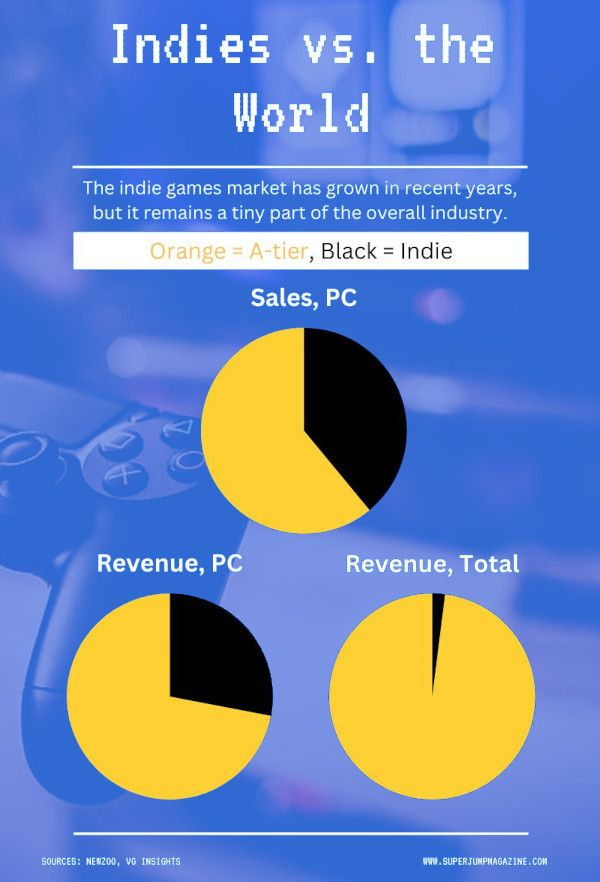 Indies vs. the
World
The indie games market has grown in recent years,
but it remains a tiny part of the overall industry.
Orange = A-tier, Black = Indie
Sales, PC
Revenue, PC
Revenue, Total
SOURCES: NEWZOO, VG INSIGHTS
WWW.SUPERJUMPMAGAZINE.COM